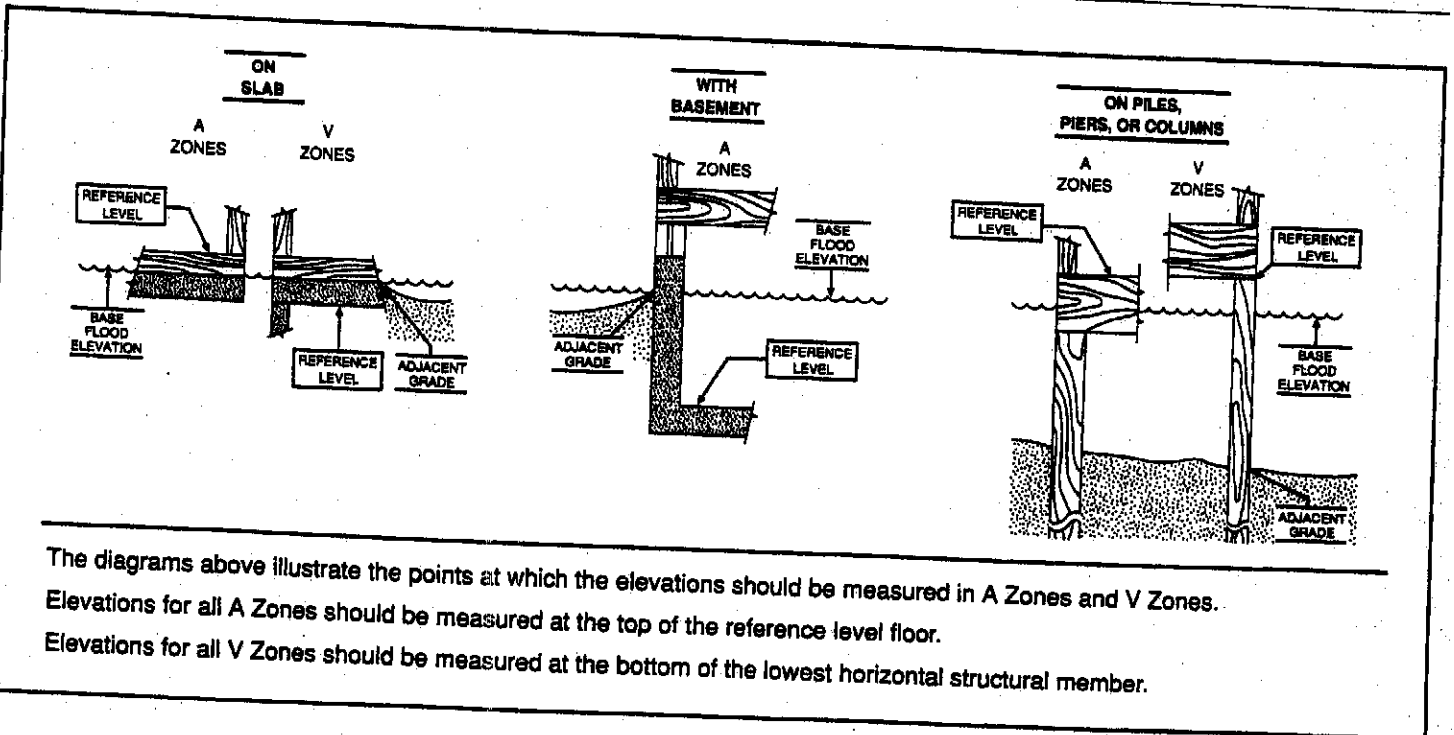 ON
SLAB
A
ZONES
V
ZONES
REFERENCE
LEVEL
BASE
FLOOD
ELEVATION
REFERENCE
LEVEL
ADJACENT
GRADE
WITH
BASEMENT
A
ZONES
BASE
FLOOD
ELEVATION
ADJACENT
GRADE
REFERENCE
LEVEL
ON PILES,
PIERS, OR COLUMNS
A
ZONES
V
ZONES
REFERENCE
LEVEL
REFERENCE
LEVEL
BASE
FLOOD
ELEVATION
ADJACENT
GRADE
The diagrams above illustrate the points at which the elevations should be measured in A Zones and V Zones.
Elevations for all A Zones should be measured at the top of the reference level floor.
Elevations for all V Zones should be measured at the bottom of the lowest horizontal structural member.